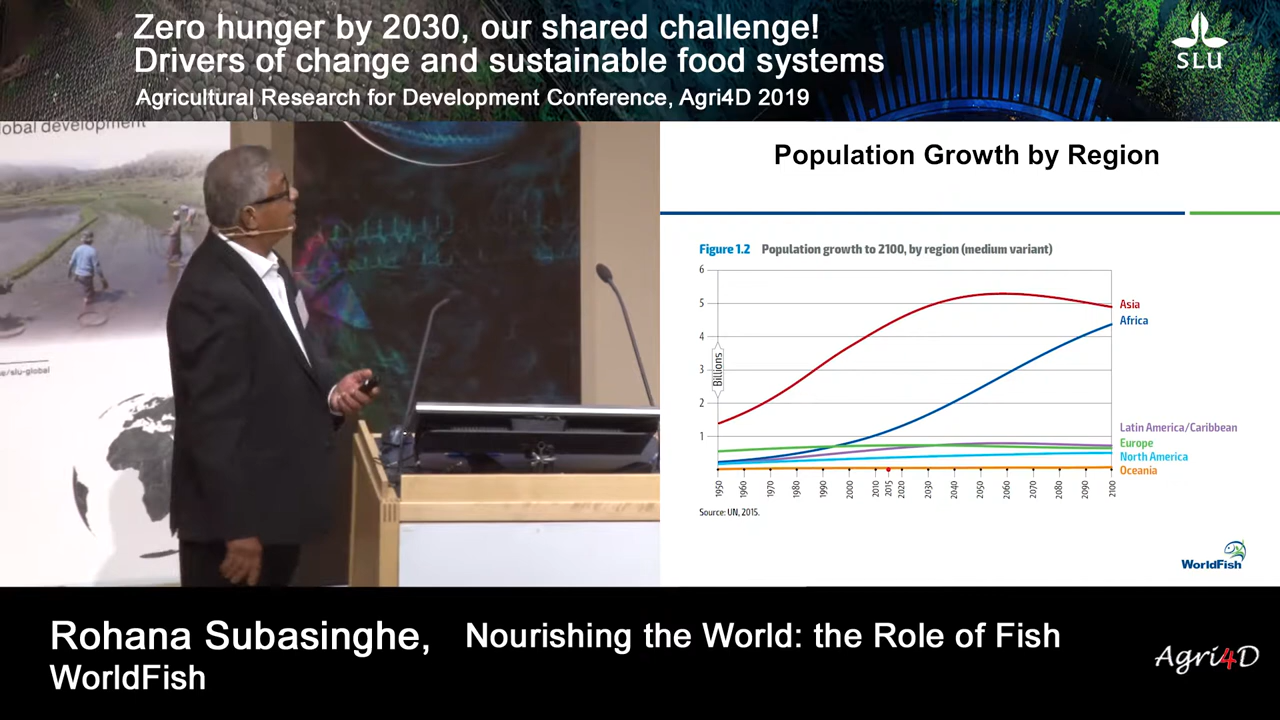 Zero hunger by 2030, our shared challenge!
Drivers of change and sustainable food systems
Agricultural Research for Development Conference, Agri4D 2019
SLU
lobal development
/slu-global
Population Growth by Region
Figure 1.2 Population growth to 2100, by region (medium variant)
6
5
4
3
2
1
Billions
Asia
Africa
Latin America/Caribbean
Europe
North America
Oceania
1950 1960 1970 1980 1990 2000 2010 2015 2020 2030 2040 2050 2060 2070 2080 2090 2100
Source: UN, 2015.
WorldFish
Rohana Subasinghe, Nourishing the World: the Role of Fish
WorldFish
Agri4D